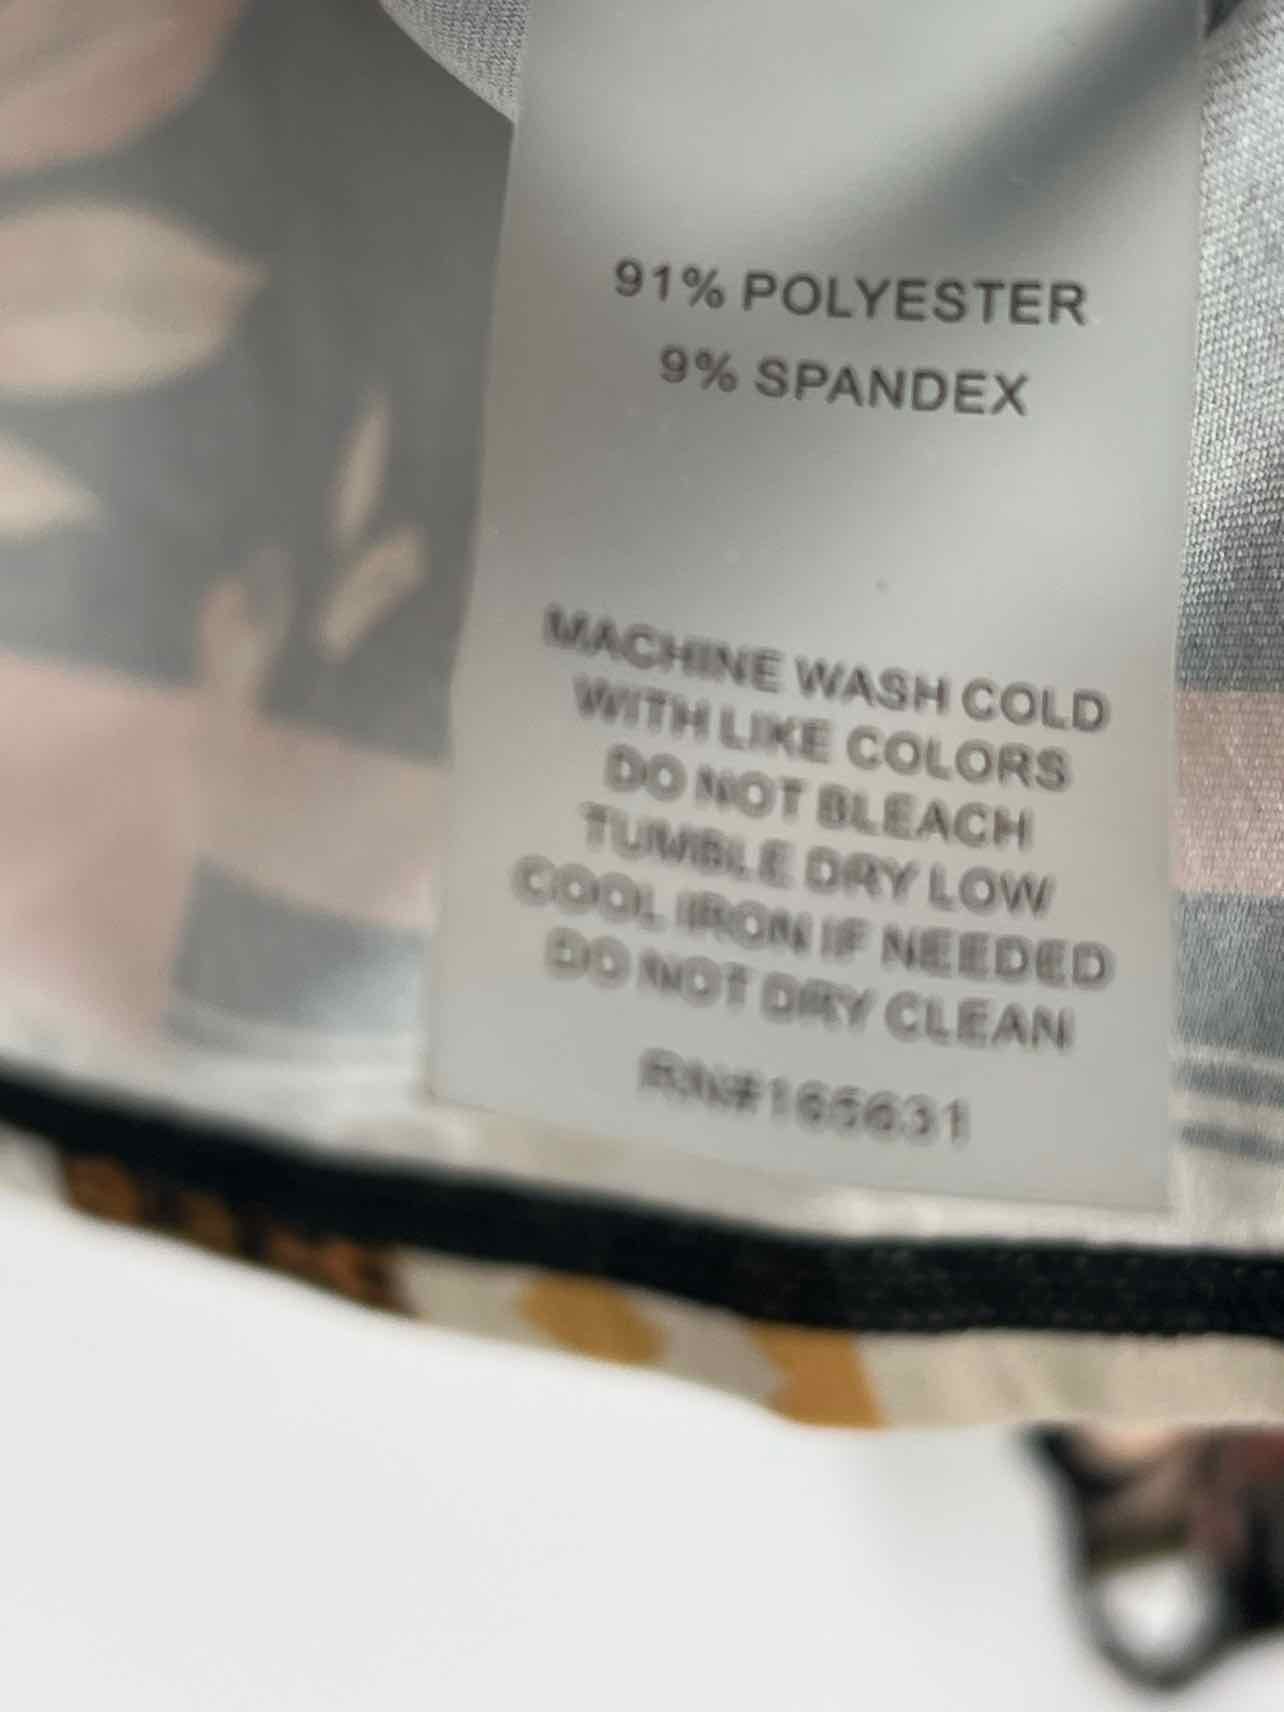 91% POLYESTER
9% SPANDEX
MACHINE WASH COLD
WITH LIKE COLORS
DO NOT BLEACH
TUMBLE DRY LOW
COOL IRON IF NEEDED
DO NOT DRY CLEAN
RN#165631